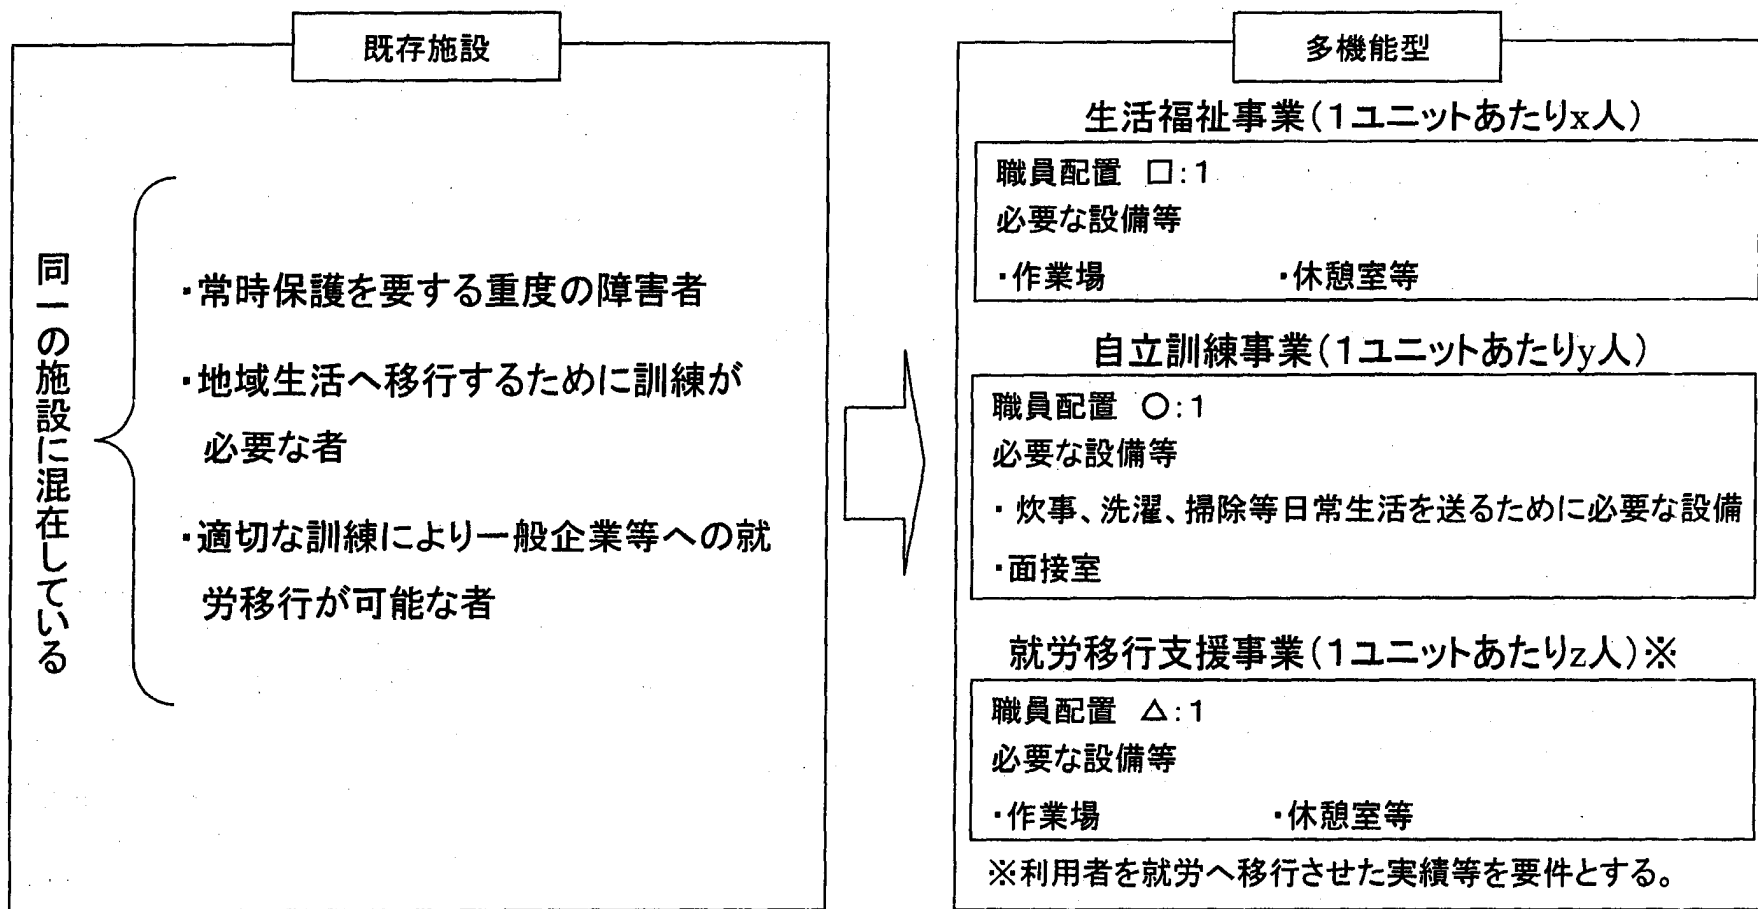 既存施設
同一の施設に混在している
・常時保護を要する重度の障害者
・地域生活へ移行するために訓練が
必要な者
・適切な訓練により一般企業等への就
労移行が可能な者
多機能型
生活福祉事業(1ユニットあたりx人)
職員配置 □:1
必要な設備等
・作業場 ・休憩室等
自立訓練事業(1ユニットあたりy人)
職員配置 ○:1
必要な設備等
・炊事、洗濯、掃除等日常生活を送るために必要な設備
・面接室
就労移行支援事業(1ユニットあたりz人)※
職員配置 △:1
必要な設備等
・作業場 ・休憩室等
※利用者を就労へ移行させた実績等を要件とする。